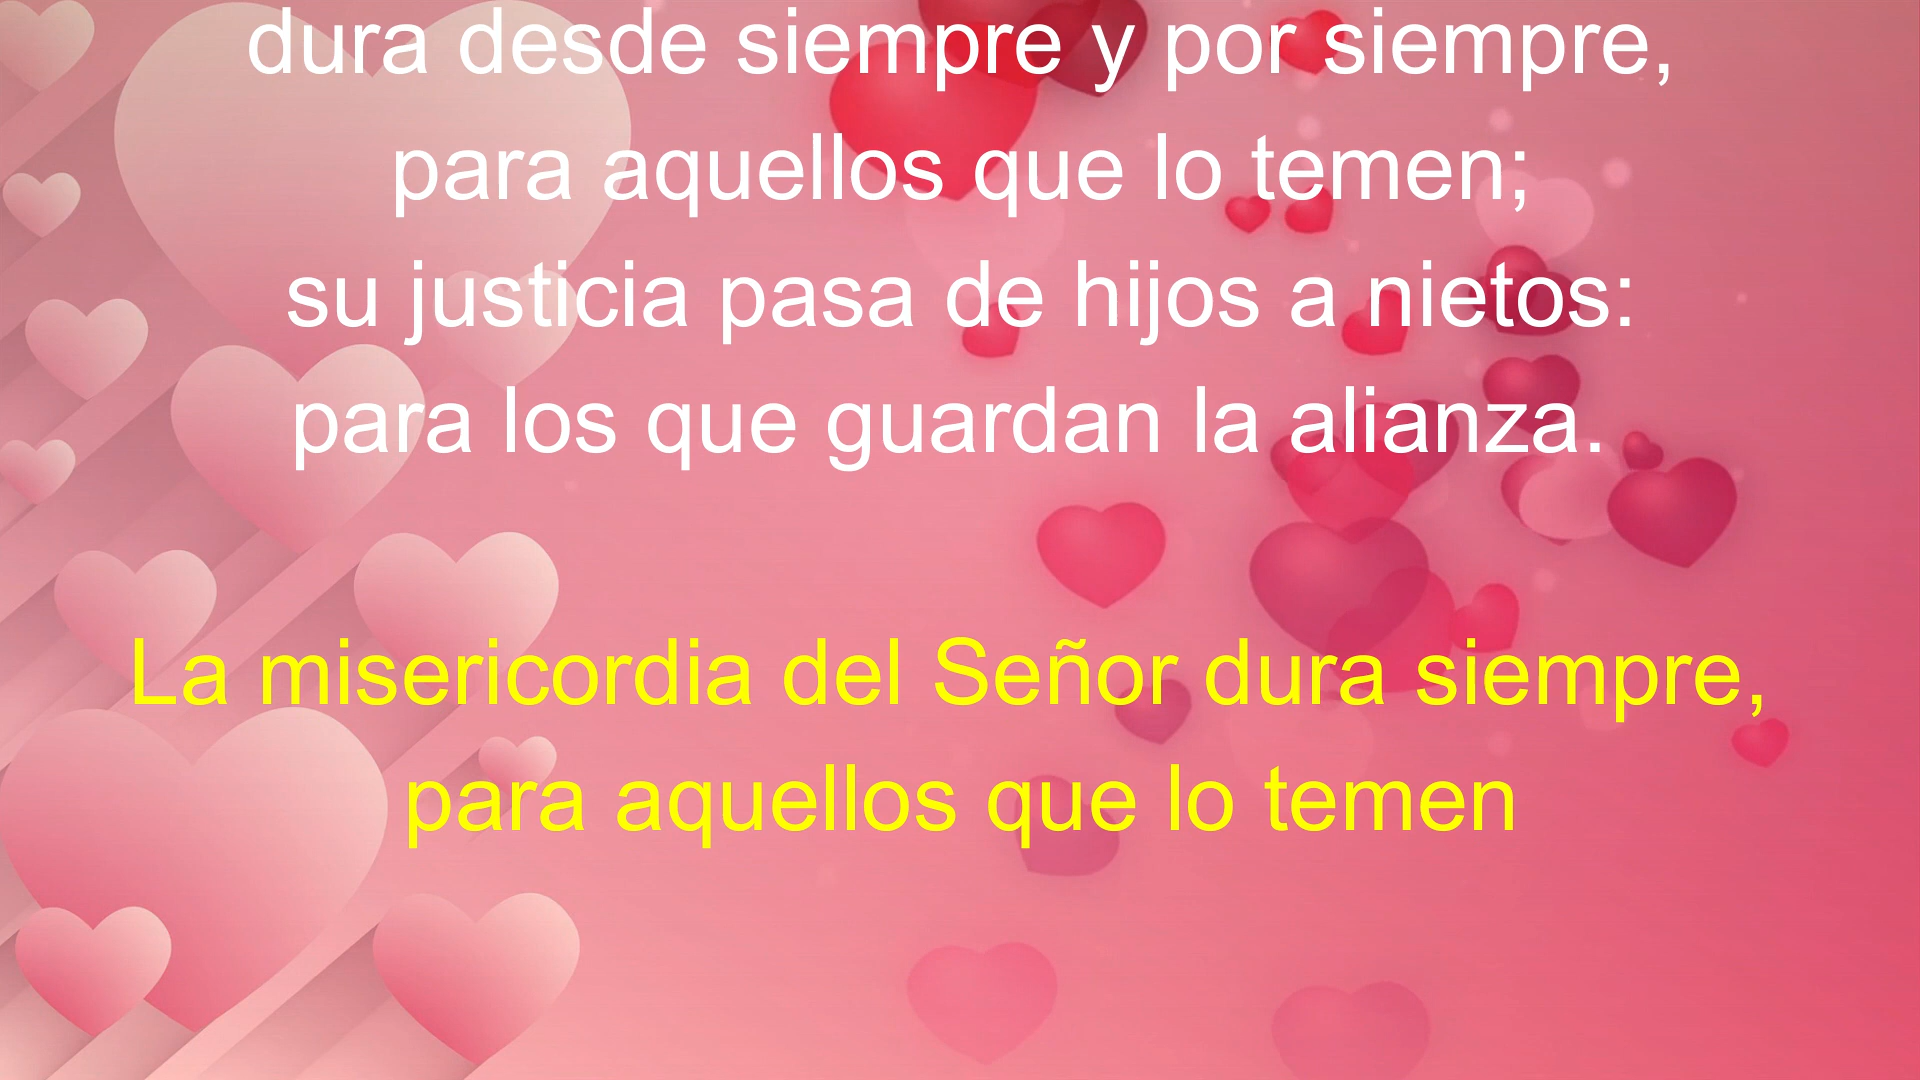 dura desde siempre y por siempre,
para aquellos que lo temen;
su justicia pasa de hijos a nietos:
para los que guardan la alianza.
La misericordia del Señor dura siempre,
para aquellos que lo temen